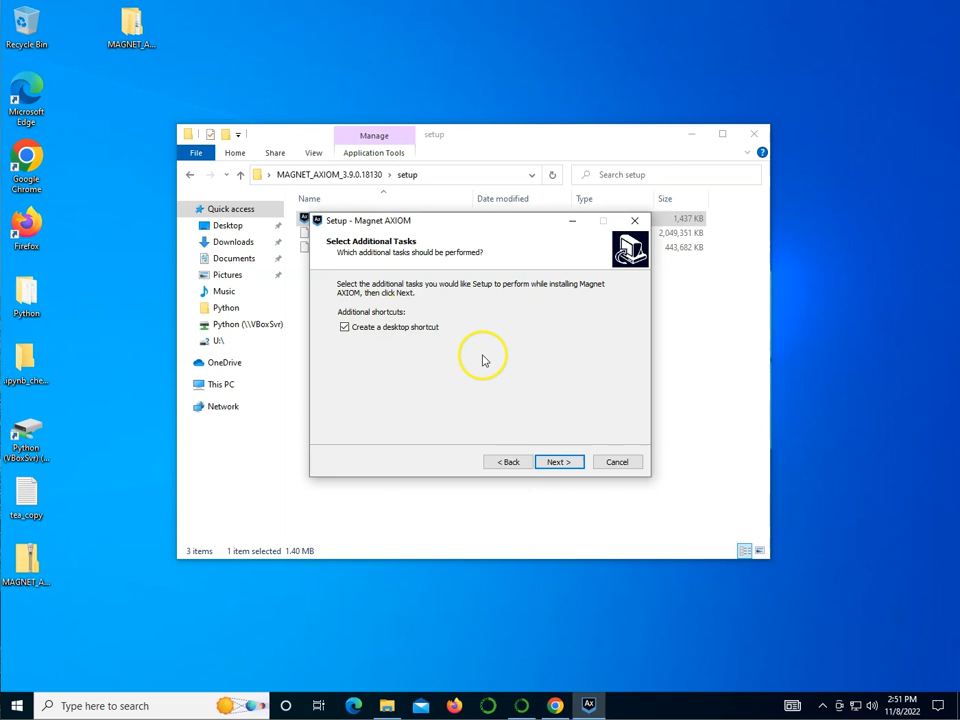 Recycle Bin
MAGNET_A...
Microsoft
Edge
Google
Chrome
Firefox
Python
.ipynb_che...
Python
(VBoxSvr) (...
tea_copy
MAGNET_A...
Manage
setup
File
Home
Share
View
Application Tools
MAGNET_AXIOM_3.9.0.18130 > setup
Search setup
Name
Date modified
Type
Size
Quick access
Desktop
Downloads
Documents
Pictures
Music
Python
Python (\\VBoxSvr)
U:\
OneDrive
This PC
Network
1,437 KB
2,049,351 KB
443,682 KB
Setup - Magnet AXIOM
Select Additional Tasks
Which additional tasks should be performed?
Select the additional tasks you would like Setup to perform while installing Magnet
AXIOM, then click Next.
Additional shortcuts:
Create a desktop shortcut
< Back
Next >
Cancel
3 items
1 item selected 1.40 MB
Type here to search
Ax
2:51 PM
11/8/2022